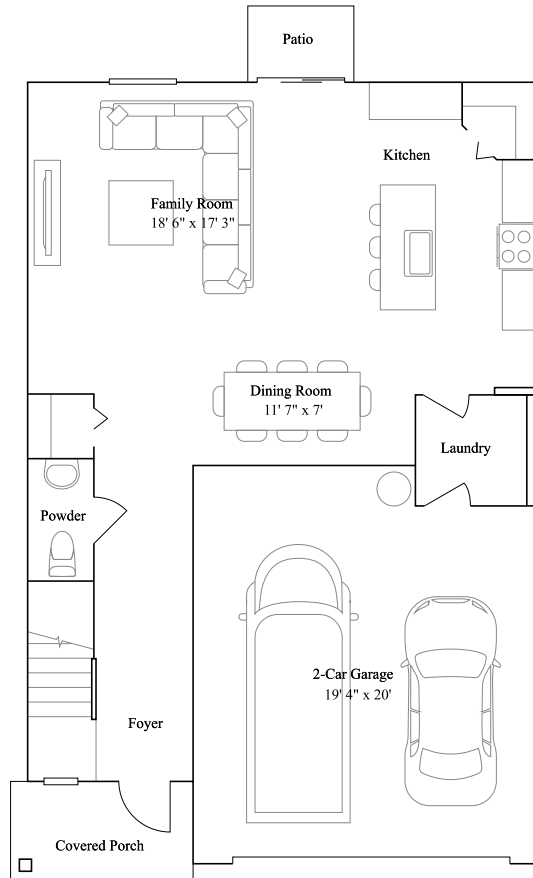 Patio
Kitchen
Family Room
18' 6" x 17' 3"
Dining Room
11' 7" x 7'
Laundry
Powder
2-Car Garage
19' 4" x 20'
Foyer
Covered Porch